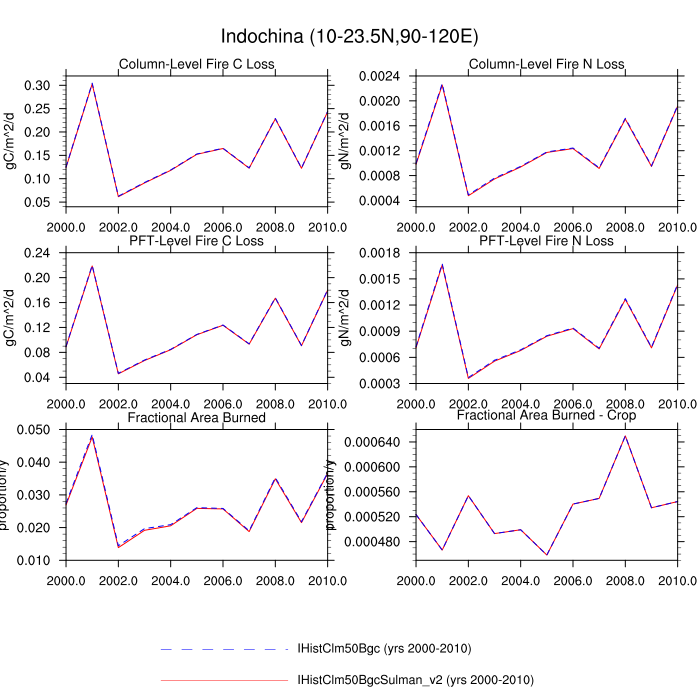 Indochina (10-23.5N,90-120E)
Column-Level Fire C Loss
Column-Level Fire N Loss
gC/m^2/d
0.30
0.25
0.20
0.15
0.10
0.05
2000.0 2002.0 2004.0 2006.0 2008.0 2010.0
gN/m^2/d
0.0024
0.0020
0.0016
0.0012
0.0008
0.0004
2000.0 2002.0 2004.0 2006.0 2008.0 2010.0
PFT-Level Fire C Loss
PFT-Level Fire N Loss
gC/m^2/d
0.24
0.20
0.16
0.12
0.08
0.04
2000.0 2002.0 2004.0 2006.0 2008.0 2010.0
gN/m^2/d
0.0018
0.0015
0.0012
0.0009
0.0006
0.0003
2000.0 2002.0 2004.0 2006.0 2008.0 2010.0
Fractional Area Burned
Fractional Area Burned - Crop
proportion/y
0.050
0.040
0.030
0.020
0.010
2000.0 2002.0 2004.0 2006.0 2008.0 2010.0
proportion/y
0.000640
0.000600
0.000560
0.000520
0.000480
2000.0 2002.0 2004.0 2006.0 2008.0 2010.0
IHistClm50Bgc (yrs 2000-2010)
IHistClm50BgcSulman_v2 (yrs 2000-2010)